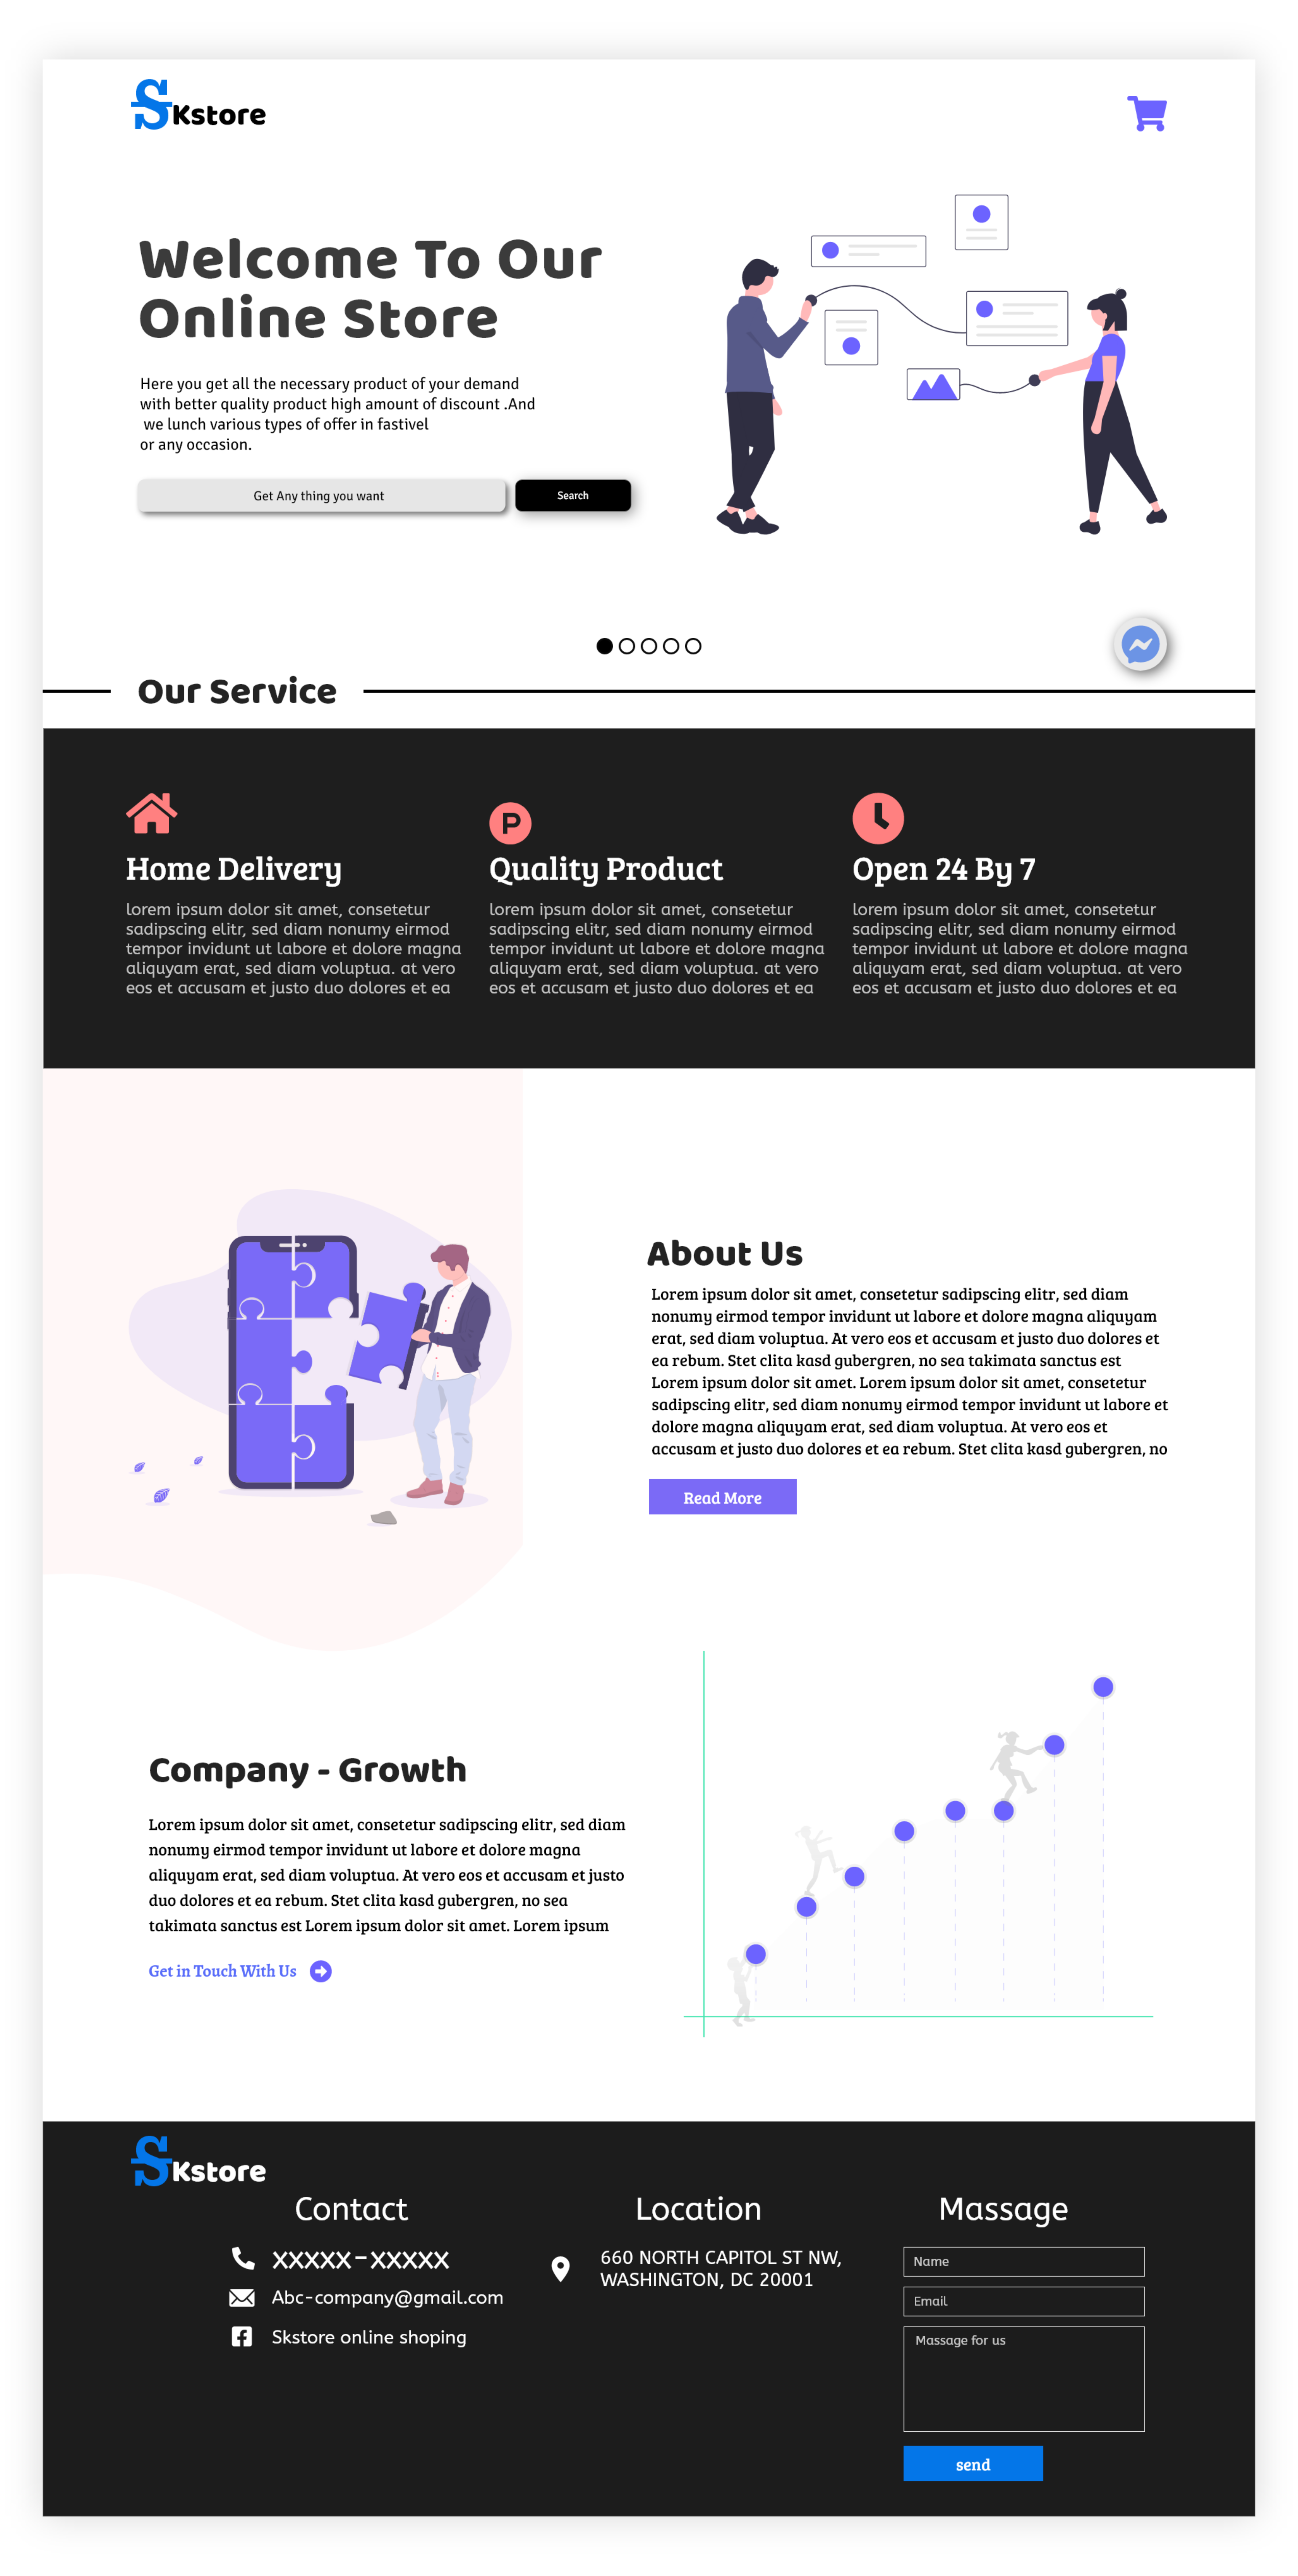 SKstore
Welcome To Our
Online Store
Here you get all the necessary product of your demand
with better quality product high amount of discount .And
we lunch various types of offer in fastivel
or any occasion.
Get Any thing you want
Search
Our Service
Home Delivery
lorem ipsum dolor sit amet, consetetur
sadipscing elitr, sed diam nonumy eirmod
tempor invidunt ut labore et dolore magna
aliquyam erat, sed diam voluptua. at vero
eos et accusam et justo duo dolores et ea
Quality Product
lorem ipsum dolor sit amet, consetetur
sadipscing elitr, sed diam nonumy eirmod
tempor invidunt ut labore et dolore magna
aliquyam erat, sed diam voluptua. at vero
eos et accusam et justo duo dolores et ea
Open 24 By 7
lorem ipsum dolor sit amet, consetetur
sadipscing elitr, sed diam nonumy eirmod
tempor invidunt ut labore et dolore magna
aliquyam erat, sed diam voluptua. at vero
eos et accusam et justo duo dolores et ea
About Us
Lorem ipsum dolor sit amet, consetetur sadipscing elitr, sed diam
nonumy eirmod tempor invidunt ut labore et dolore magna aliquyam
erat, sed diam voluptua. At vero eos et accusam et justo duo dolores et
ea rebum. Stet clita kasd gubergren, no sea takimata sanctus est
Lorem ipsum dolor sit amet. Lorem ipsum dolor sit amet, consetetur
sadipscing elitr, sed diam nonumy eirmod tempor invidunt ut labore et
dolore magna aliquyam erat, sed diam voluptua. At vero eos et
accusam et justo duo dolores et ea rebum. Stet clita kasd gubergren, no
Read More
Company - Growth
Lorem ipsum dolor sit amet, consetetur sadipscing elitr, sed diam
nonumy eirmod tempor invidunt ut labore et dolore magna
aliquyam erat, sed diam voluptua. At vero eos et accusam et justo
duo dolores et ea rebum. Stet clita kasd gubergren, no sea
takimata sanctus est Lorem ipsum dolor sit amet. Lorem ipsum
Get in Touch With Us
SKstore
Contact
xxxxx-xxxxx
Abc-company@gmail.com
Skstore online shoping
Location
660 NORTH CAPITOL ST NW,
WASHINGTON, DC 20001
Massage
Name
Email
Massage for us
send